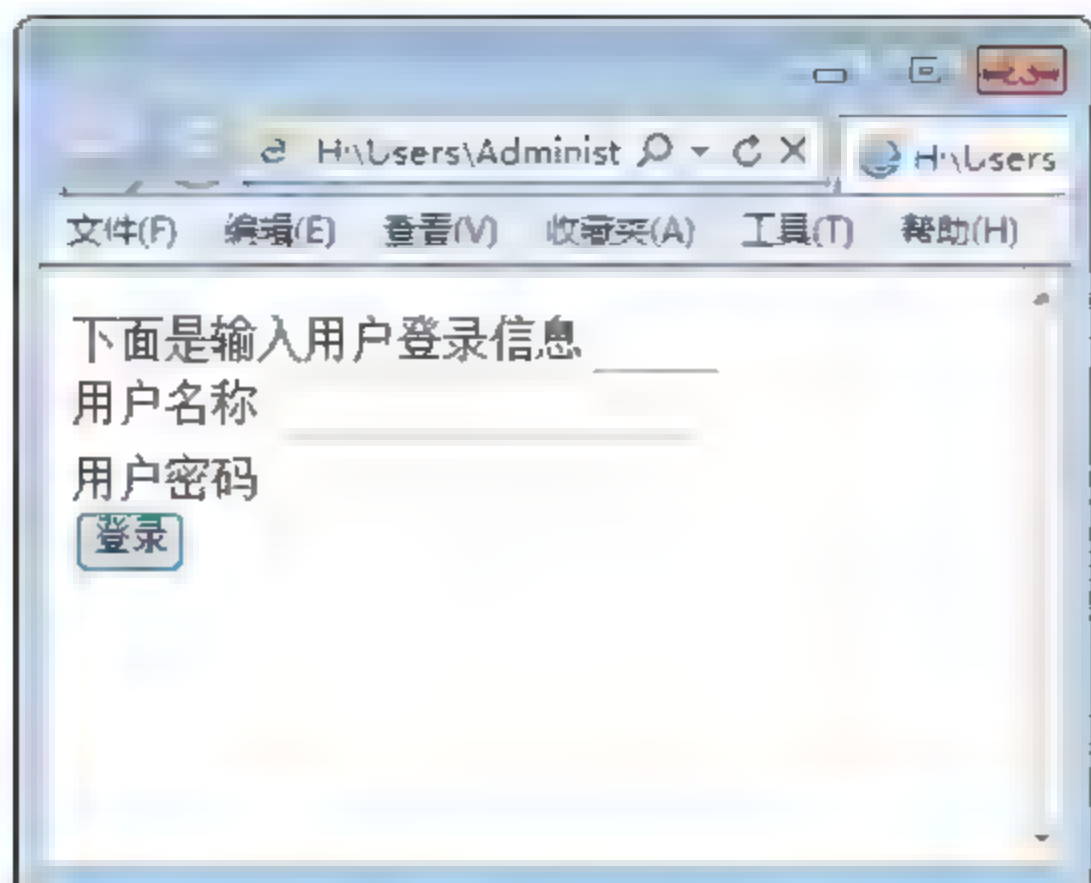 H:\Users\Administ
H:\Users
文件(F) 编辑(E) 查看(V) 收藏夹(A) 工具(T) 帮助(H)
下面是输入用户登录信息
用户名称
用户密码
登录